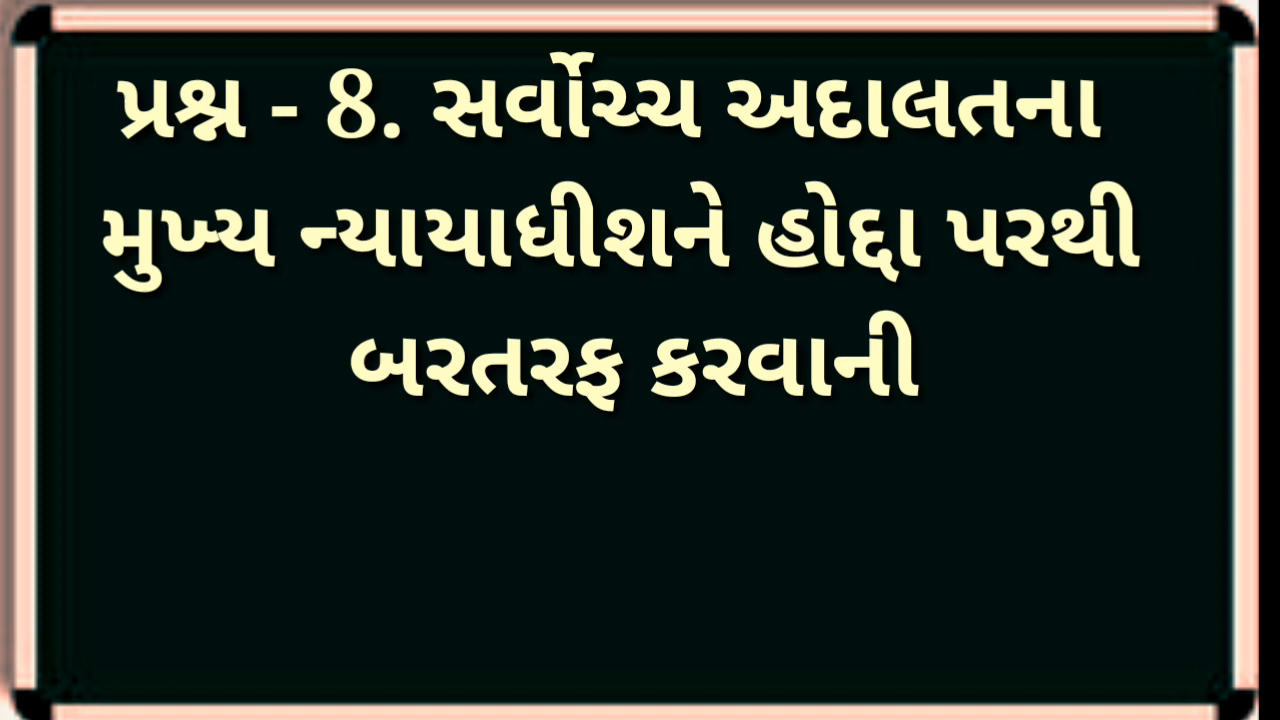 પ્રશ્ન - 8. સર્વોચ્ચ અદાલતના
મુખ્ય ન્યાયાધીશને હોદ્દા પરથી
બરતરફ કરવાની